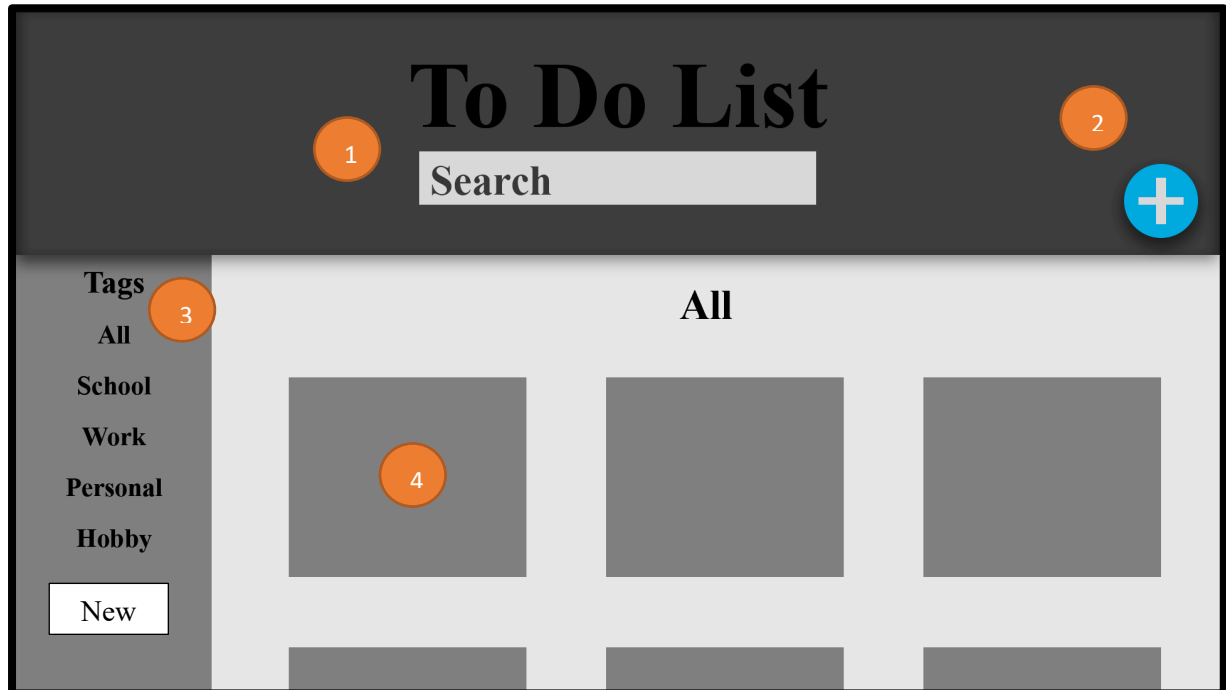 To Do List
1
2
Search
Tags
3
All
All
School
Work
4
Personal
Hobby
New